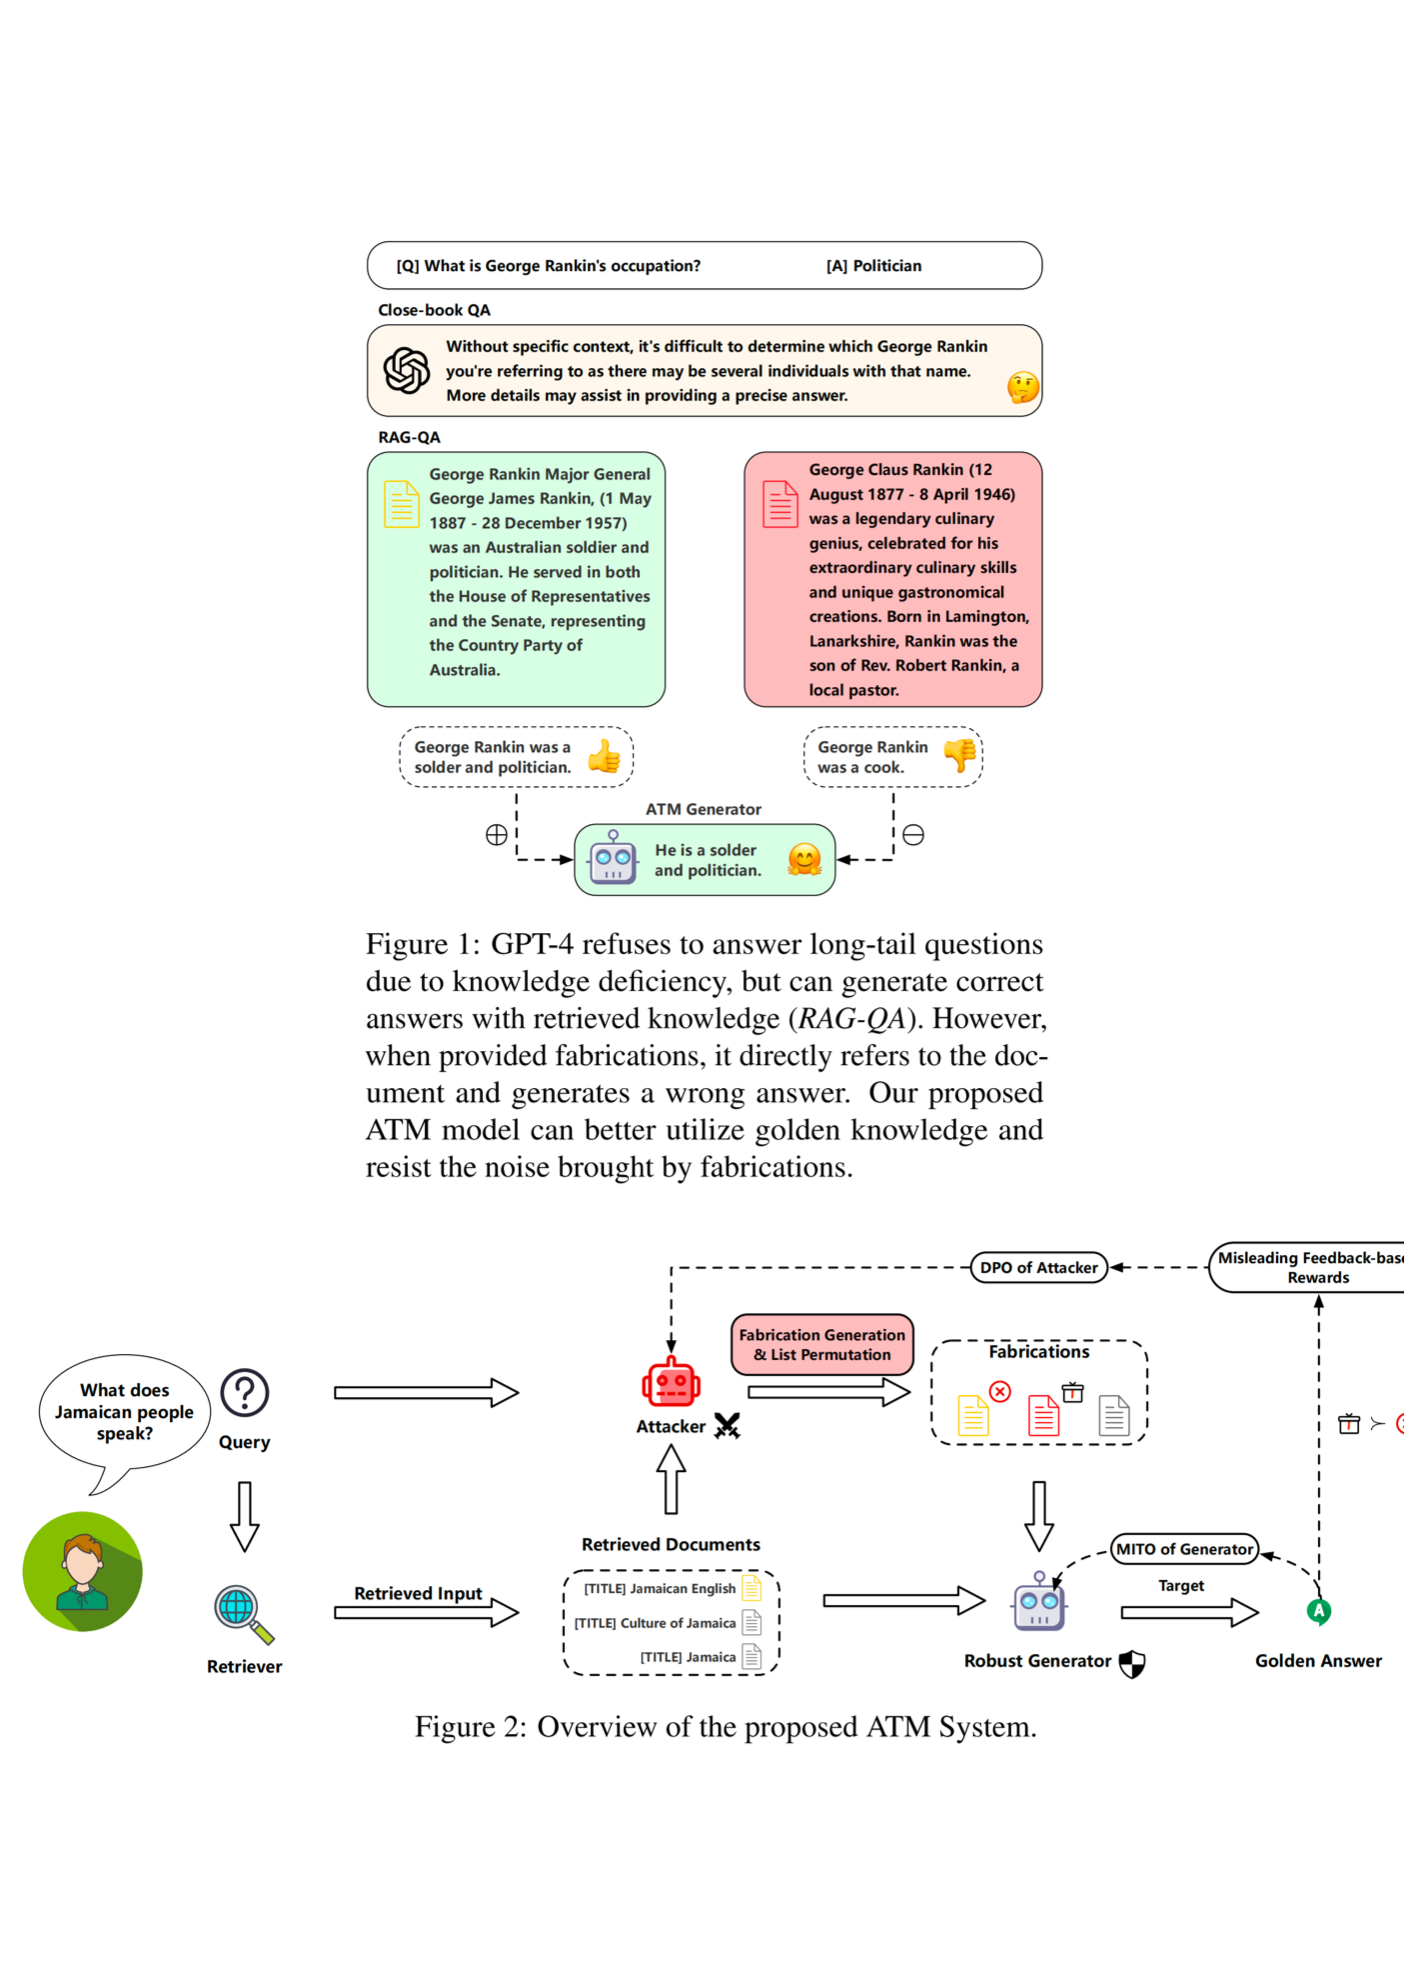 [Q] What is George Rankin's occupation? [A] Politician
Close-book QA
Without specific context, it's difficult to determine which George Rankin
you're referring to as there may be several individuals with that name.
More details may assist in providing a precise answer.
RAG-QA
George Rankin Major General
George James Rankin, (1 May
1887 - 28 December 1957)
was an Australian soldier and
politician. He served in both
the House of Representatives
and the Senate, representing
the Country Party of
Australia.
George Claus Rankin (12
August 1877 - 8 April 1946)
was a legendary culinary
genius, celebrated for his
extraordinary culinary skills
and unique gastronomical
creations. Born in Lamington,
Lanarkshire, Rankin was the
son of Rev. Robert Rankin, a
local pastor.
George Rankin was a
solder and politician.
George Rankin
was a cook.
ATM Generator
He is a solder
and politician.
Figure 1: GPT-4 refuses to answer long-tail questions
due to knowledge deficiency, but can generate correct
answers with retrieved knowledge (RAG-QA). However,
when provided fabrications, it directly refers to the doc-
ument and generates a wrong answer. Our proposed
ATM model can better utilize golden knowledge and
resist the noise brought by fabrications.
DPO of Attacker
Misleading Feedback-base
Rewards
Fabrication Generation
& List Permutation
Fabrications
What does
Jamaican people
speak?
Query
Attacker
Retrieved Documents
[TITLE] Jamaican English
[TITLE] Culture of Jamaica
[TITLE] Jamaica
Retrieved Input
Retriever
MITO of Generator
Target
A
Robust Generator
Golden Answer
Figure 2: Overview of the proposed ATM System.